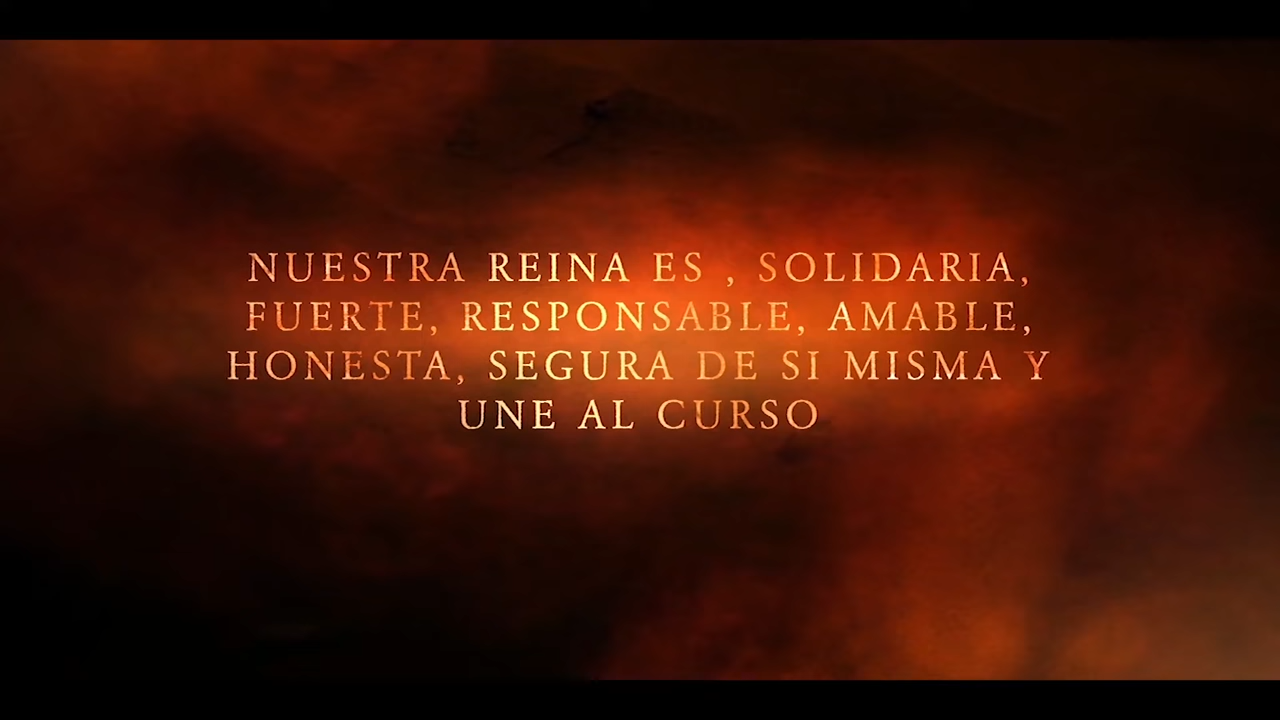 NUESTRA REINA ES , SOLIDARIA,
FUERTE, RESPONSABLE, AMABLE,
HONESTA, SEGURA DE SI MISMA Y
UNE AL CURSO